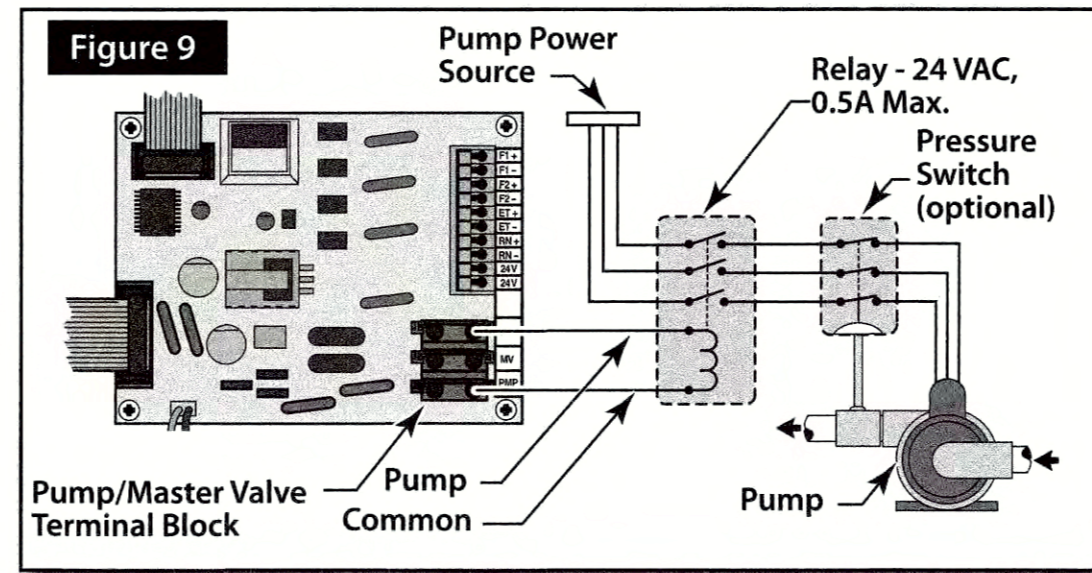 Figure 9
Pump Power
Source
Relay - 24 VAC,
0.5A Max.
Pressure
Switch
(optional)
F1 +
F1 -
F2 +
F2 -
ET +
ET -
RN +
RN -
24V
24V
MV
PMP
Pump/Master Valve
Terminal Block
Pump
Common
Pump